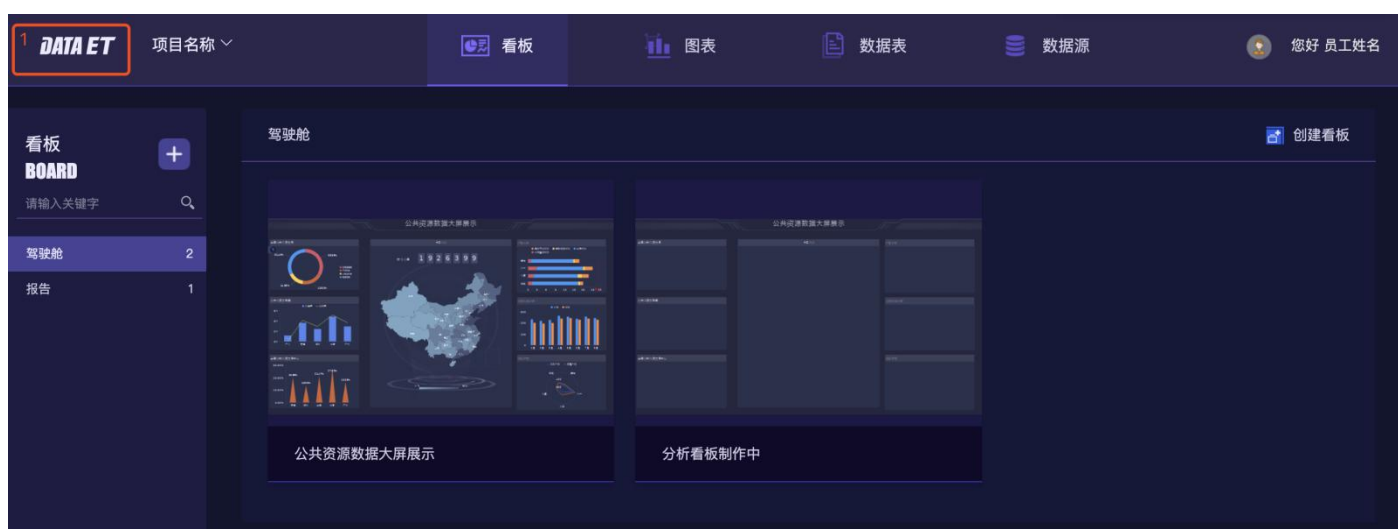 1
DATA ET
项目名称
看板
图表
数据表
数据源
您好 员工姓名
看板
BOARD
请输入关键字
驾驶舱 2
报告 1
驾驶舱
创建看板
公共资源数据大屏展示
1 9 2 6 3 9 9
公共资源数据大屏展示
公共资源数据大屏展示
分析看板制作中